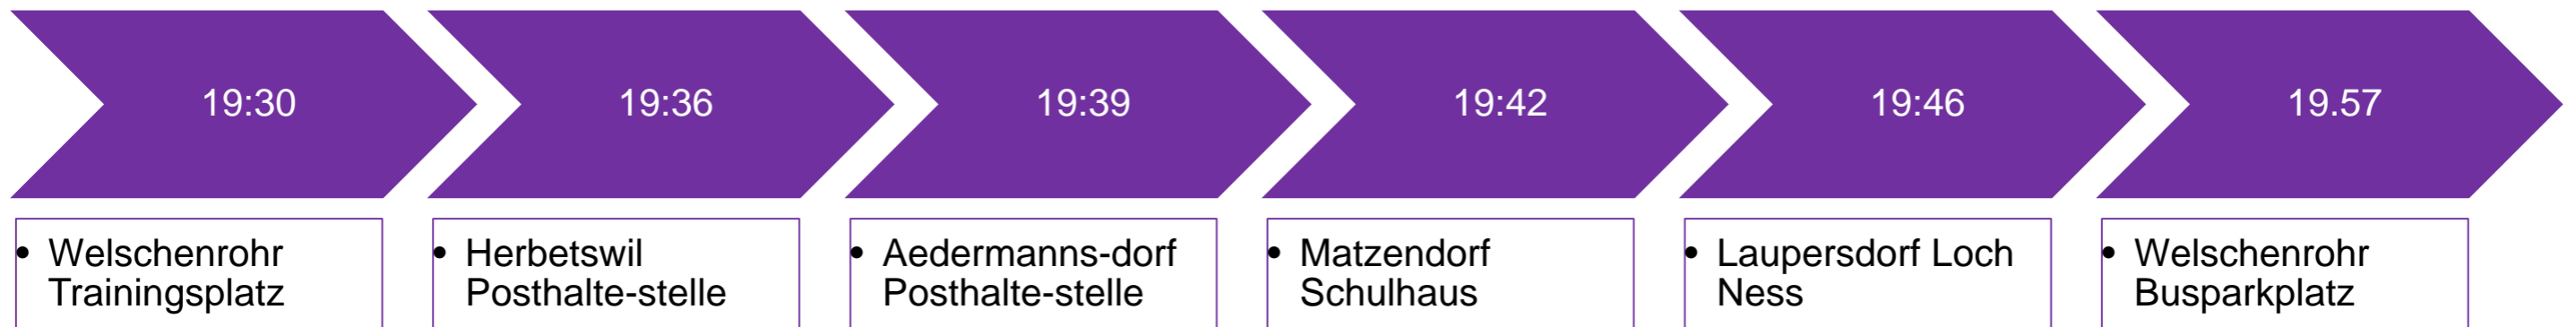 19:30
19:36
19:39
19:42
19:46
19.57
• Welschenrohr
Trainingsplatz
• Herbetswil
Posthalte-stelle
• Aedermanns-dorf
Posthalte-stelle
• Matzendorf
Schulhaus
• Laupersdorf Loch
Ness
• Welschenrohr
Busparkplatz